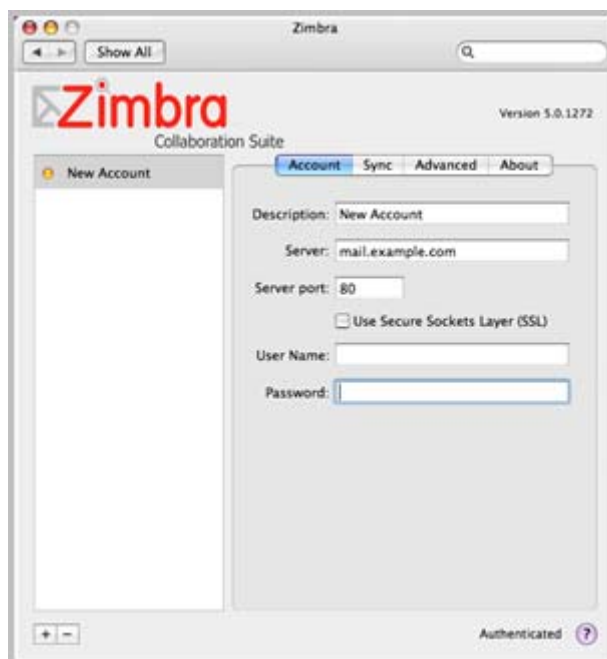 Zimbra
Show All
Zimbra
Collaboration Suite
Version 5.0.1272
New Account
Account Sync Advanced About
Description: New Account
Server: mail.example.com
Server port: 80
Use Secure Sockets Layer (SSL)
User Name:
Password:
+ −
Authenticated ?